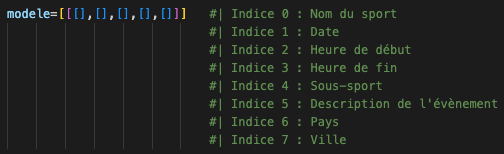 modele=[[[],[],[],[],[]]]   #| Indice 0 : Nom du sport
#| Indice 1 : Date
#| Indice 2 : Heure de début
#| Indice 3 : Heure de fin
#| Indice 4 : Sous-sport
#| Indice 5 : Description de l'évènement
#| Indice 6 : Pays
#| Indice 7 : Ville